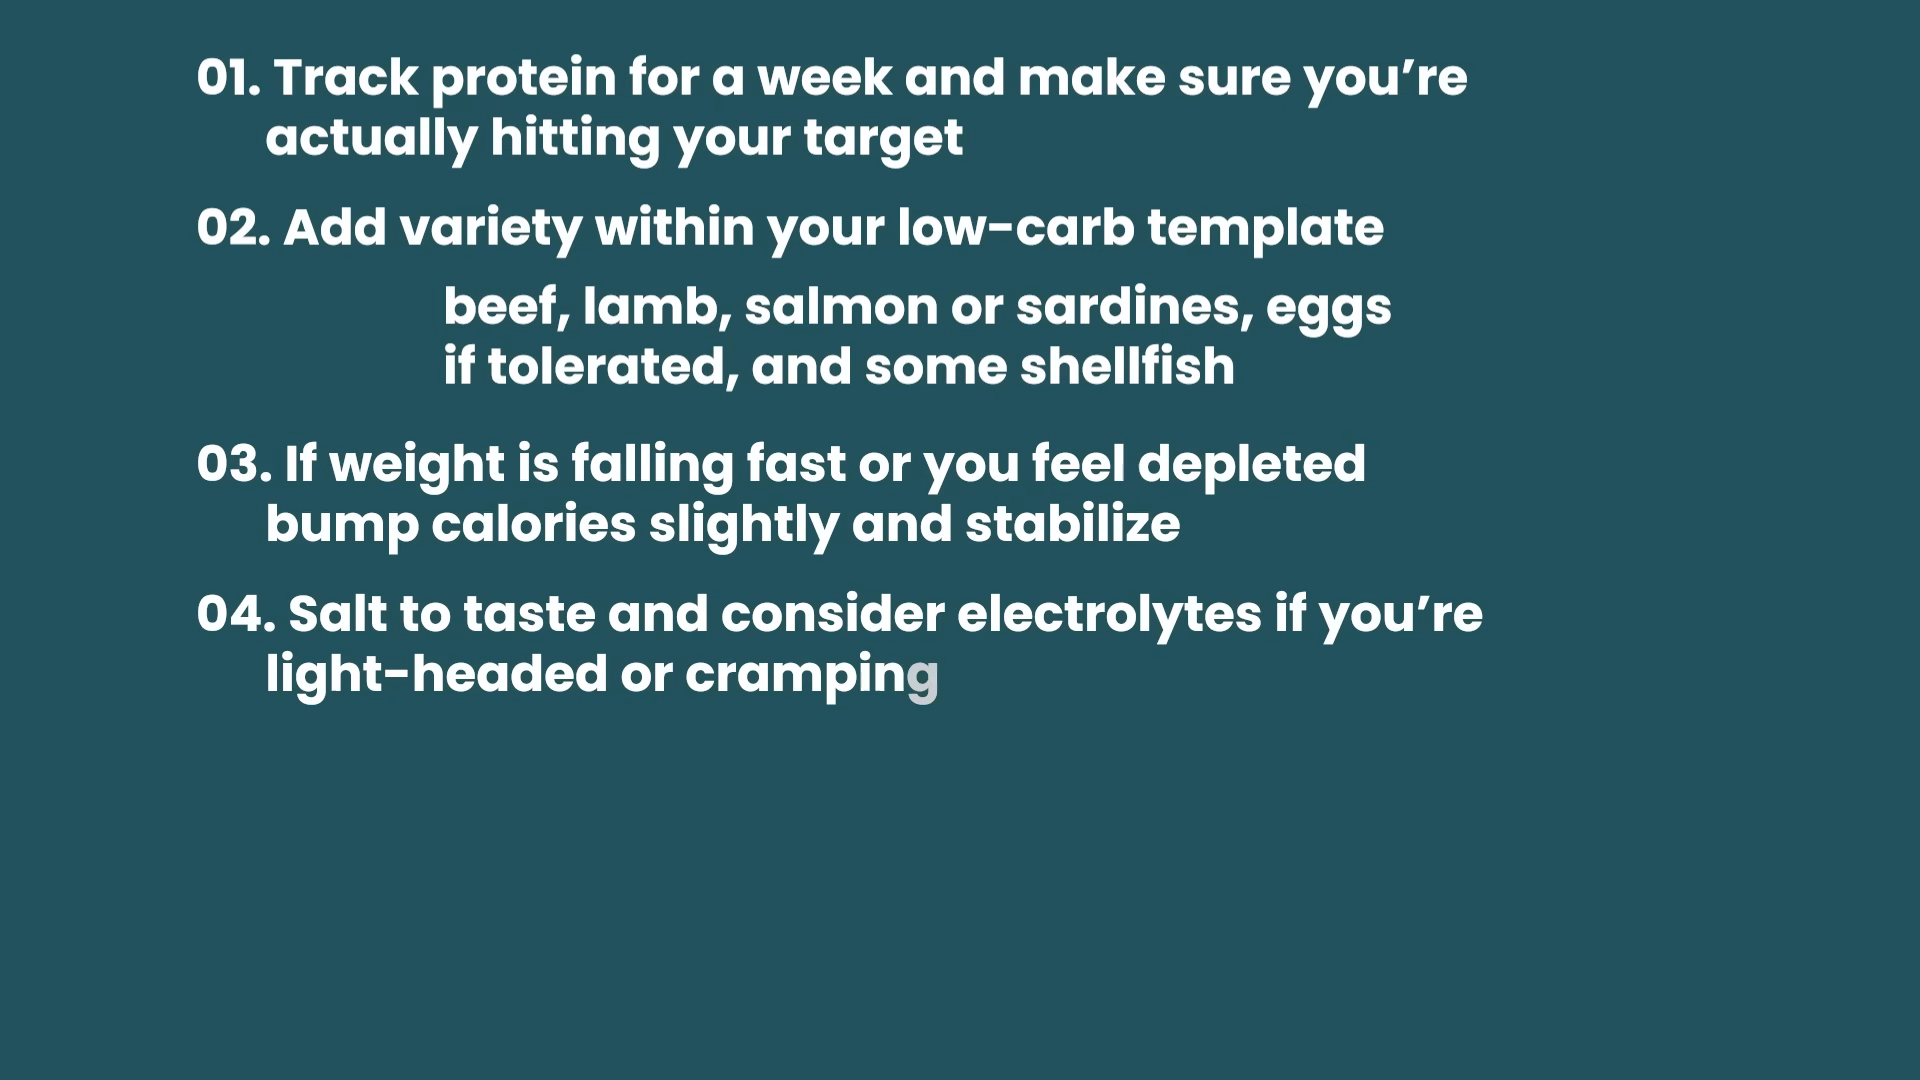 01. Track protein for a week and make sure you’re
actually hitting your target
02. Add variety within your low-carb template
beef, lamb, salmon or sardines, eggs
if tolerated, and some shellfish
03. If weight is falling fast or you feel depleted
bump calories slightly and stabilize
04. Salt to taste and consider electrolytes if you’re
light-headed or cramping